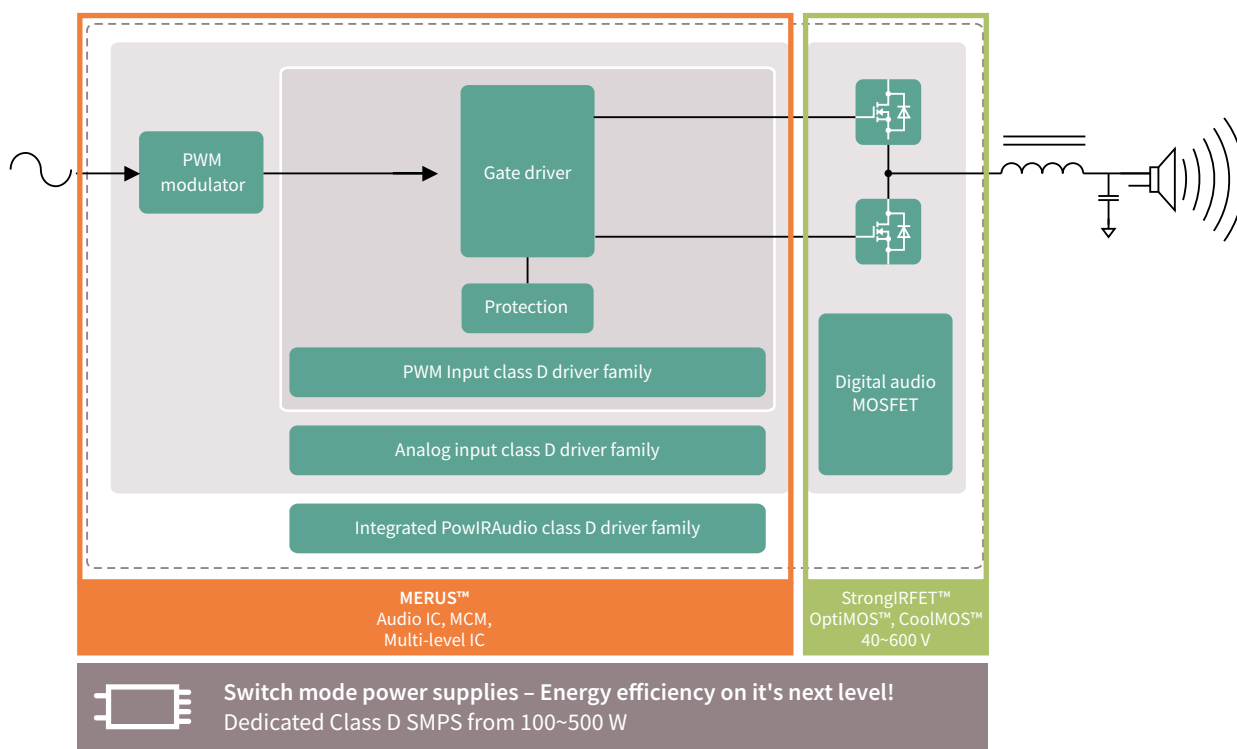 PWM
modulator
Gate driver
Protection
PWM Input class D driver family
Analog input class D driver family
Integrated PowIRAudio class D driver family
Digital audio
MOSFET
MERUS™
Audio IC, MCM,
Multi-level IC
StrongIRFET™
OptiMOS™, CoolMOS™
40~600 V
Switch mode power supplies – Energy efficiency on it's next level!
Dedicated Class D SMPS from 100~500 W